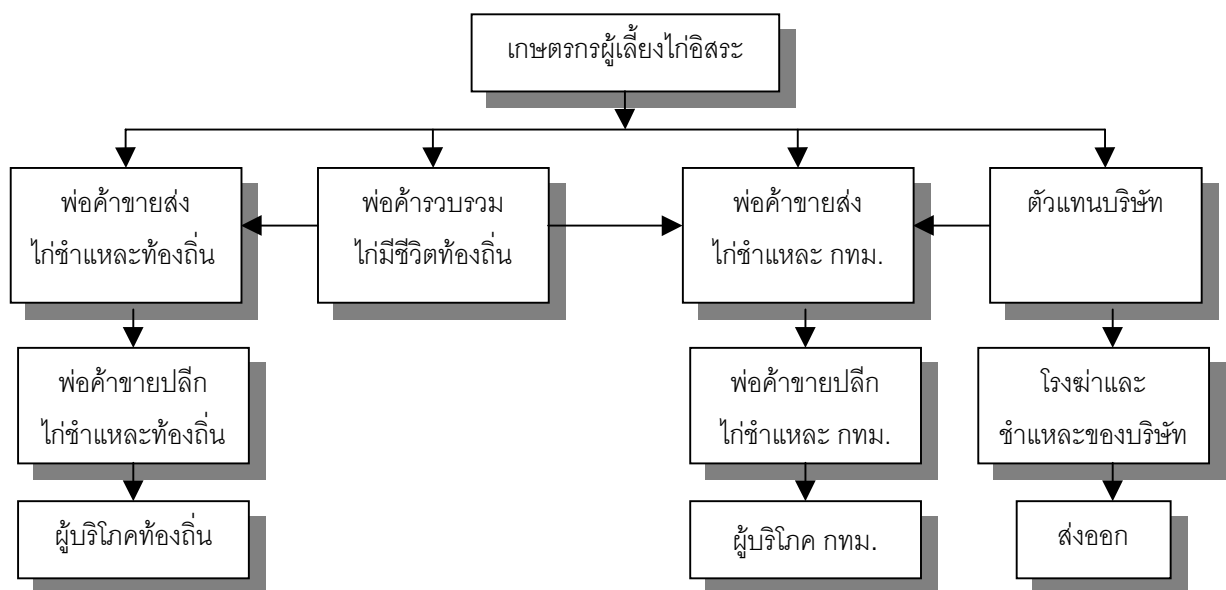 เกษตรกรผู้เลี้ยงไก่อิสระ
พ่อค้าขายส่ง
ไก่ชำแหละท้องถิ่น
พ่อค้ารวบรวม
ไก่มีชีวิตท้องถิ่น
พ่อค้าขายส่ง
ไก่ชำแหละ กทม.
ตัวแทนบริษัท
พ่อค้าขายปลีก
ไก่ชำแหละท้องถิ่น
พ่อค้าขายปลีก
ไก่ชำแหละ กทม.
โรงฆ่าและ
ชำแหละของบริษัท
ผู้บริโภคท้องถิ่น
ผู้บริโภค กทม.
ส่งออก